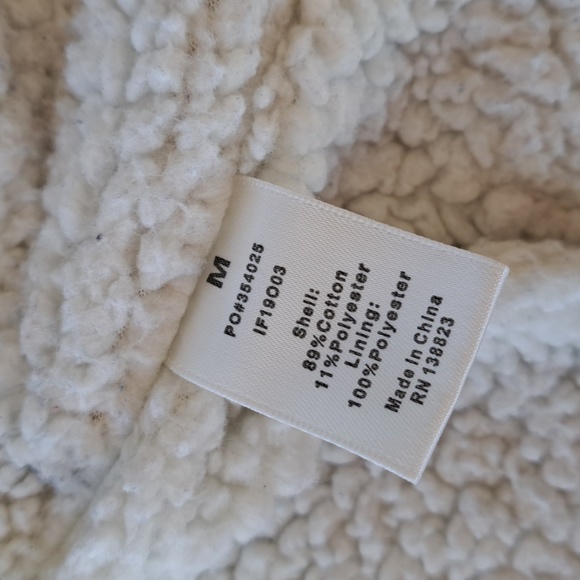 M
PO#354025
IF19O03
Shell:
89%Cotton
11%Polyester
Lining:
100%Polyester
Made in China
RN 138823